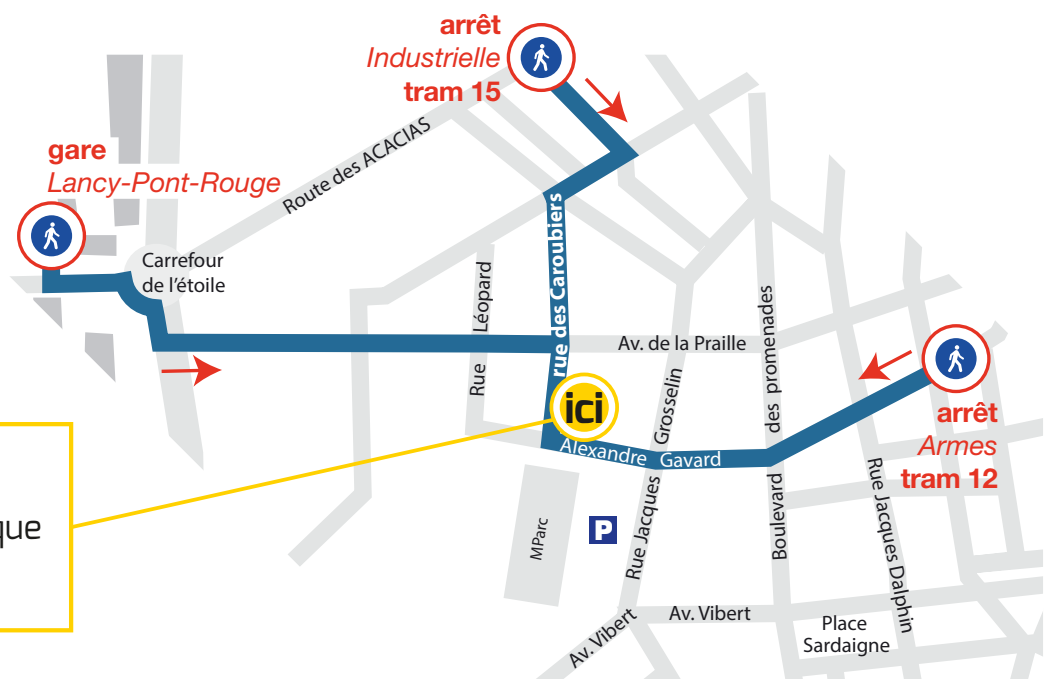 arrêt
Industrielle
tram 15
gare
Lancy-Pont-Rouge
Route des ACACIAS
Carrefour
de l'étoile
rue des Caroubiers
Rue Léopard
Av. de la Praille
Rue Jacques Grosselin
Boulevard des promenades
ici
arrêt
Armes
tram 12
Alexandre Gavard
Rue Jacques Dalphin
que
MParc
P
Av. Vibert
Av. Vibert
Place
Sardaigne